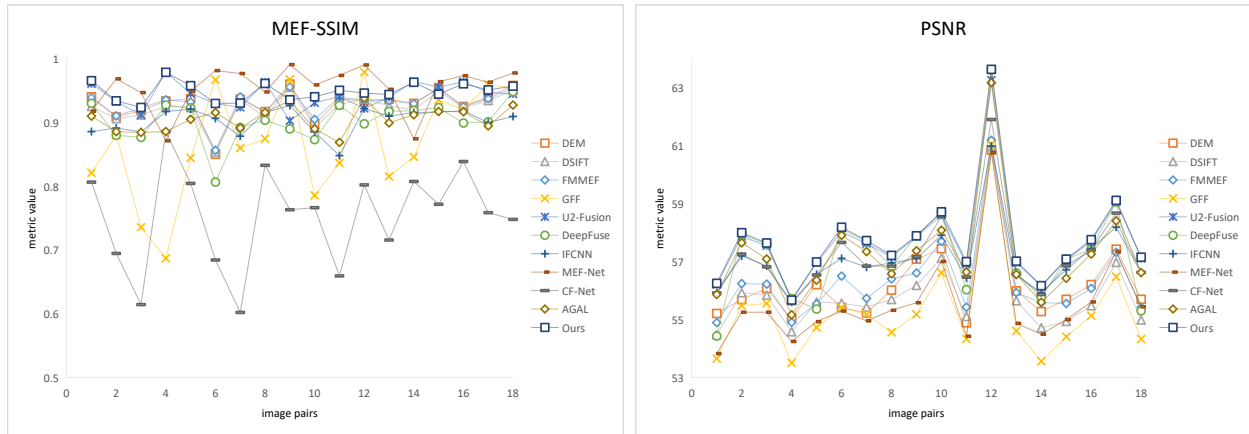 MEF-SSIM
1
0.9
0.8
0.7
0.6
0.5
metric value
0 2 4 6 8 10 12 14 16 18
image pairs
DEM
DSIFT
FMMEF
GFF
U2-Fusion
DeepFuse
IFCNN
MEF-Net
CF-Net
AGAL
Ours
PSNR
63
61
59
57
55
53
metric value
0 2 4 6 8 10 12 14 16 18
image pairs
DEM
DSIFT
FMMEF
GFF
U2-Fusion
DeepFuse
IFCNN
MEF-Net
CF-Net
AGAL
Ours